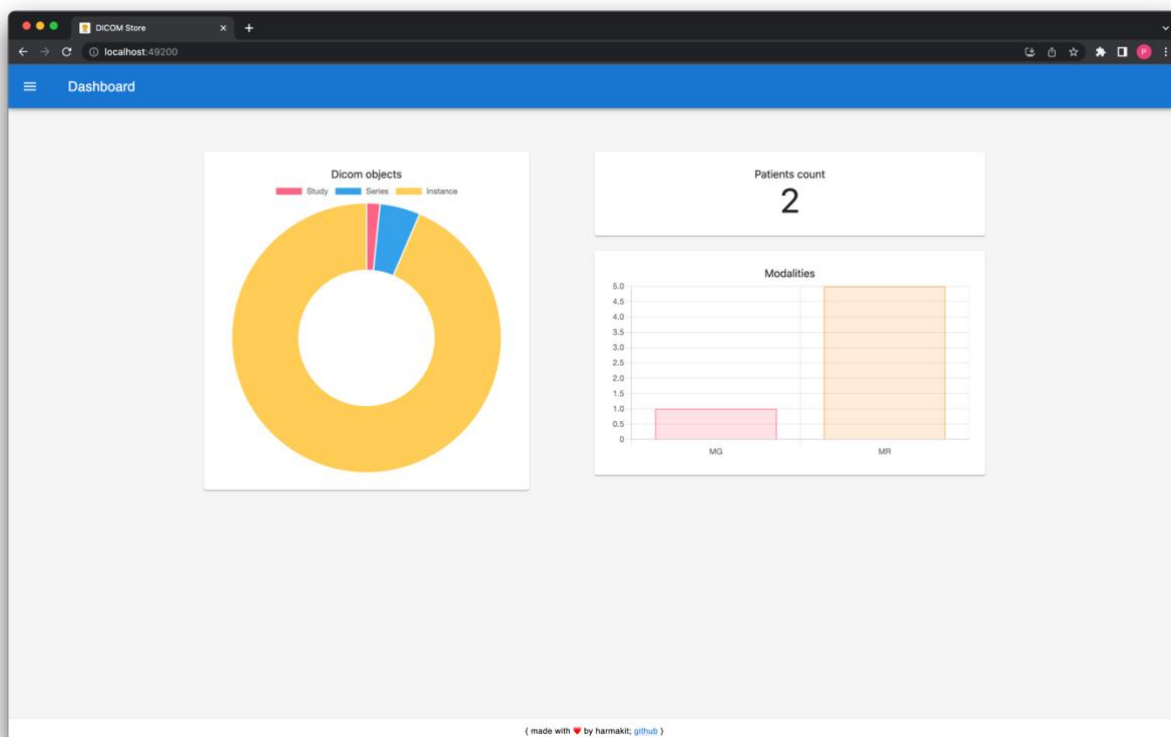 DICOM Store
localhost:49200
Dashboard
Dicom objects
Study Series Instance
Patients count
2
Modalities
5.0
4.5
4.0
3.5
3.0
2.5
2.0
1.5
1.0
0.5
0
MG MR
{ made with ❤ by harmakit; github }
P